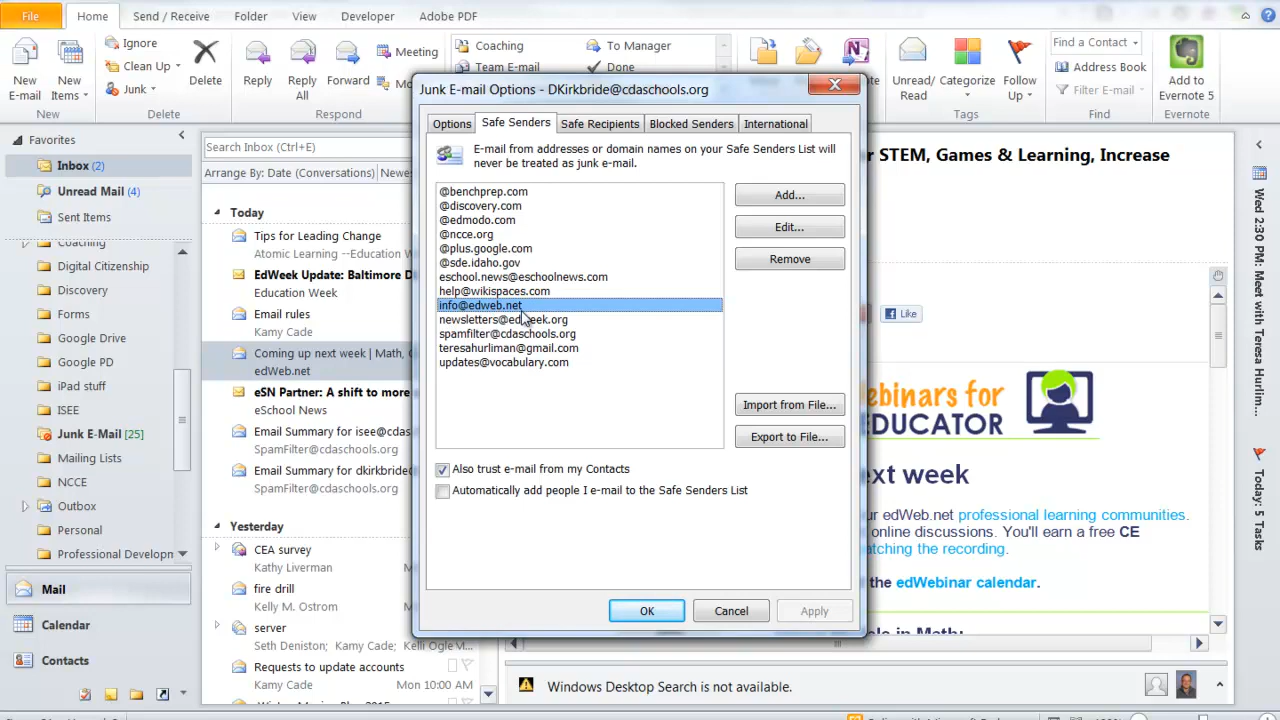 File Home Send / Receive Folder View Developer Adobe PDF
New E-mail
New Items
New
Ignore
Clean Up
Junk
Delete
Delete
Reply
Reply All
Forward
Meeting
Respond
Coaching
Team E-mail
To Manager
Done
Unread/ Read
Categorize
Follow Up
Tags
Find a Contact
Address Book
Filter E-mail
Find
Add to Evernote 5
Evernote
Favorites
Inbox (2)
Unread Mail (4)
Sent Items
Coaching
Digital Citizenship
Discovery
Forms
Google Drive
Google PD
iPad stuff
ISEE
Junk E-Mail [25]
Mailing Lists
NCCE
Outbox
Personal
Professional Developn
Mail
Calendar
Contacts
Search Inbox (Ctrl+E)
Arrange By: Date (Conversations)
Today
Tips for Leading Change
Atomic Learning --Education Week
EdWeek Update: Baltimore D
Education Week
Email rules
Kamy Cade
Coming up next week | Math,
edWeb.net
eSN Partner: A shift to more
eSchool News
Email Summary for isee@cdas
SpamFilter@cdaschools.org
Email Summary for dkirkbride
SpamFilter@cdaschools.org
Yesterday
CEA survey
Kathy Liverman
fire drill
Kelly M. Ostrom
server
Seth Deniston; Kamy Cade; Kelli Ogle
Requests to update accounts
Kamy Cade Mon 10:00 AM
Junk E-mail Options - DKirkbride@cdaschools.org
Options Safe Senders Safe Recipients Blocked Senders International
E-mail from addresses or domain names on your Safe Senders List will
never be treated as junk e-mail.
@benchprep.com
@discovery.com
@edmodo.com
@ncce.org
@plus.google.com
@sde.idaho.gov
eschool.news@eschoolnews.com
help@wikispaces.com
info@edweb.net
newsletters@edweek.org
spamfilter@cdaschools.org
teresahurliman@gmail.com
updates@vocabulary.com
Add...
Edit...
Remove
Import from File...
Export to File...
Also trust e-mail from my Contacts
Automatically add people I e-mail to the Safe Senders List
OK Cancel Apply
r STEM, Games & Learning, Increase
Like
ebinars for
EDUCATOR
ext week
ur edWeb.net professional learning communities.
online discussions. You'll earn a free CE
atching the recording.
the edWebinar calendar.
ls in Math:
Windows Desktop Search is not available.
Wed 2:30 PM: Meet with Teresa Hurlim...
Today: 5 Tasks